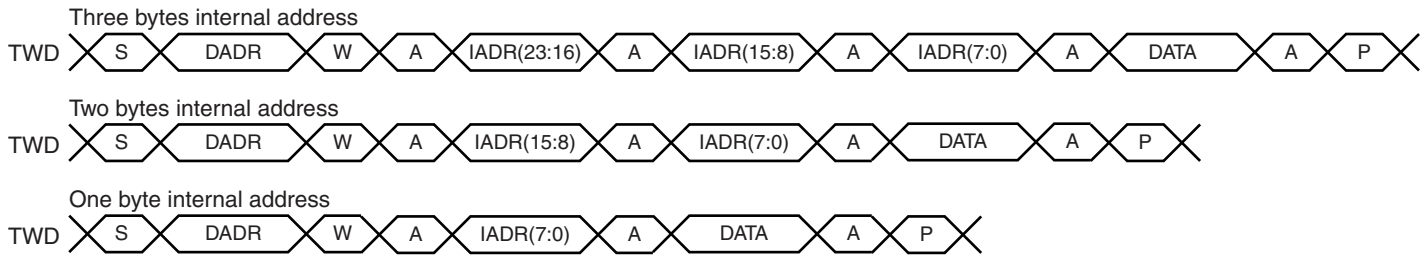 Three bytes internal address
TWD S DADR W A IADR(23:16) A IADR(15:8) A IADR(7:0) A DATA A P
Two bytes internal address
TWD S DADR W A IADR(15:8) A IADR(7:0) A DATA A P
One byte internal address
TWD S DADR W A IADR(7:0) A DATA A P